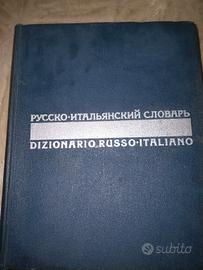 РУССКО-ИТАЛЬЯНСКИЙ СЛОВАРЬ
DIZIONARIO RUSSO-ITALIANO
subito